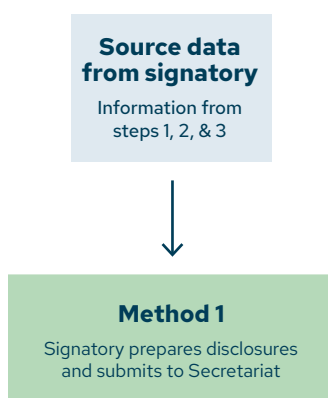 Source data
from signatory
Information from
steps 1, 2, & 3
Method 1
Signatory prepares disclosures
and submits to Secretariat